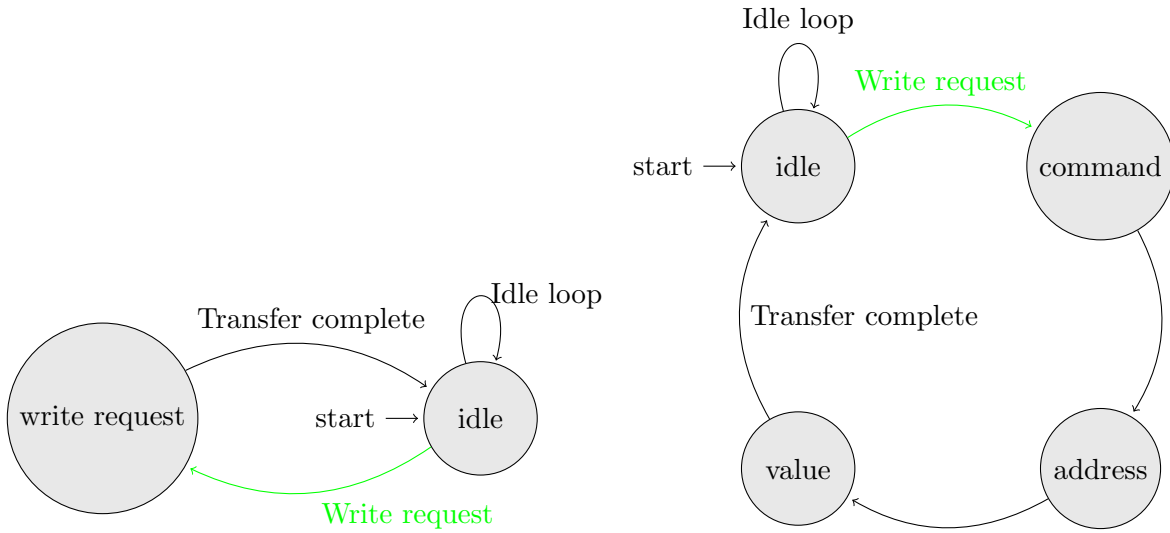 Transfer complete
Idle loop
write request
start
idle
Write request
Idle loop
Write request
start
idle
command
Transfer complete
value
address